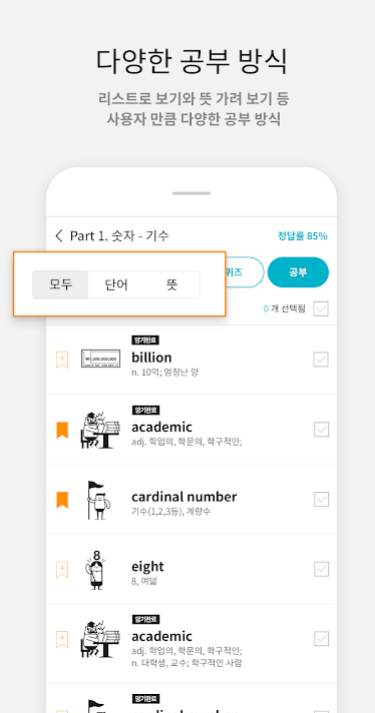 다양한 공부 방식
리스트로 보기와 뜻 가려 보기 등
사용자 만큼 다양한 공부 방식
Part 1. 숫자 - 기수
정답률 85%
모두 단어 뜻
퀴즈
공부
0 개 선택됨
암기완료
billion
n. 10억; 엄청난 양
암기완료
academic
adj. 학업의, 학문의, 학구적인;
cardinal number
기수(1,2,3등), 계량수
8
eight
8, 여덟
암기완료
academic
adj. 학업의, 학문의, 학구적인;
n. 대학생, 교수; 학구적인 사람
암기완료